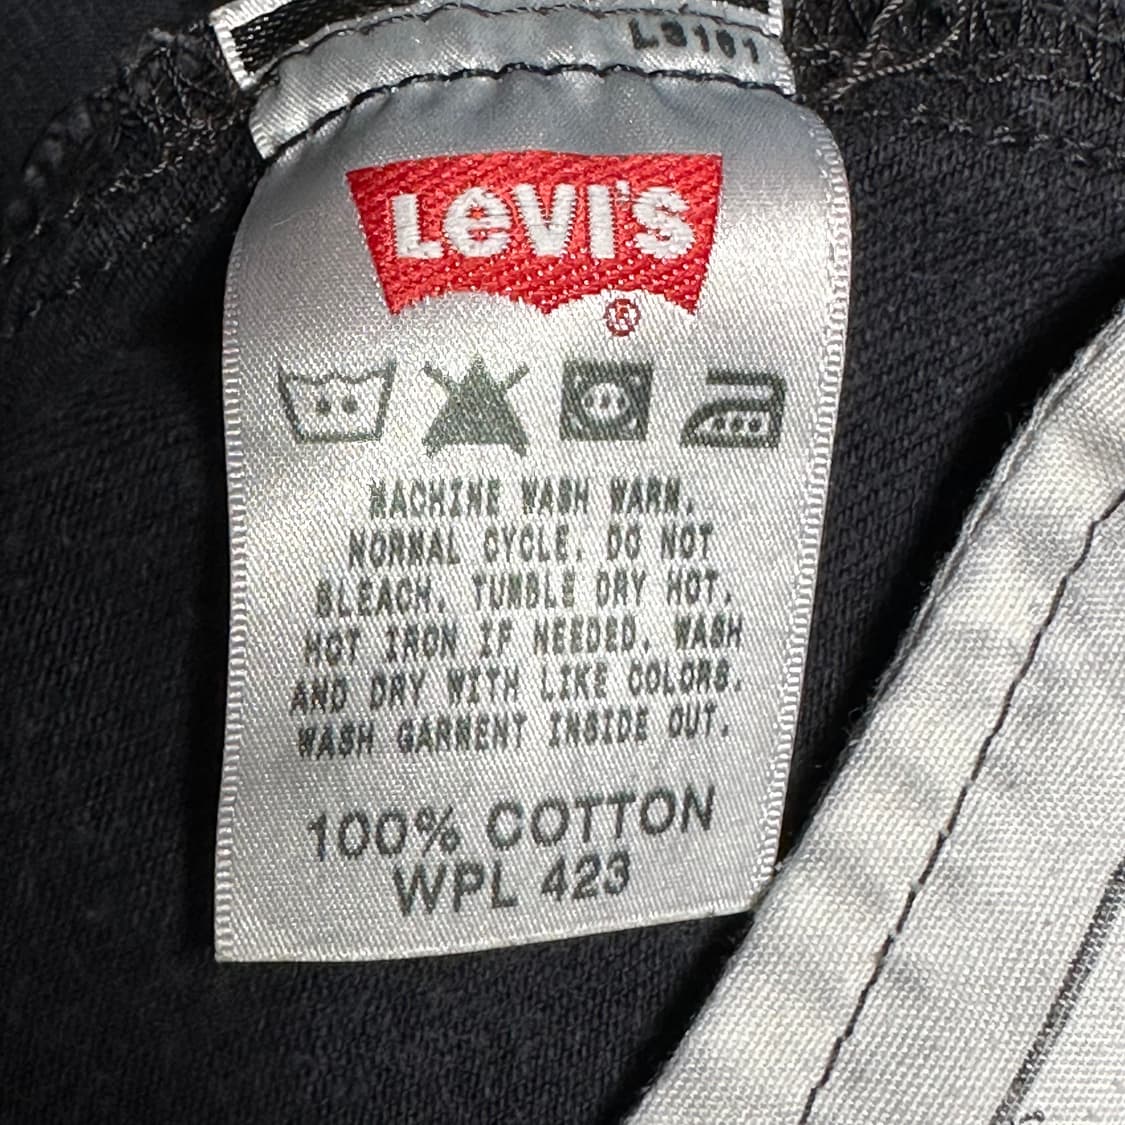 L3101
LEVI'S
®
MACHINE WASH WARM.
NORMAL CYCLE. DO NOT
BLEACH. TUMBLE DRY HOT.
HOT IRON IF NEEDED. WASH
AND DRY WITH LIKE COLORS.
WASH GARMENT INSIDE OUT.
100% COTTON
WPL 423